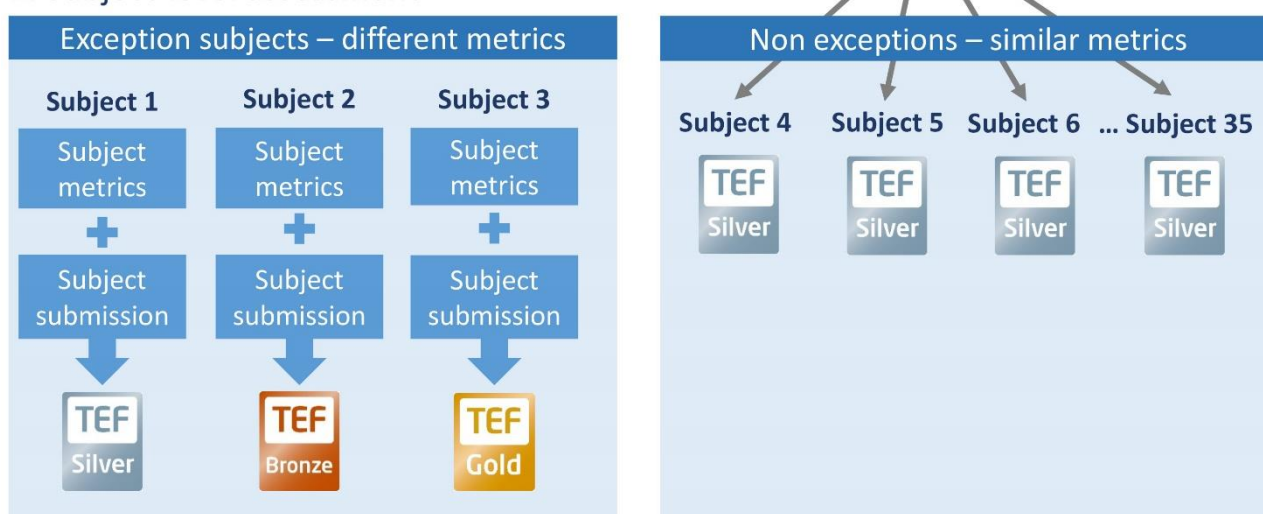 Exception subjects – different metrics
Subject 1
Subject
metrics
+
Subject
submission
TEF
Silver
Subject 2
Subject
metrics
+
Subject
submission
TEF
Bronze
Subject 3
Subject
metrics
+
Subject
submission
TEF
Gold
Non exceptions – similar metrics
Subject 4
TEF
Silver
Subject 5
TEF
Silver
Subject 6
TEF
Silver
... Subject 35
TEF
Silver